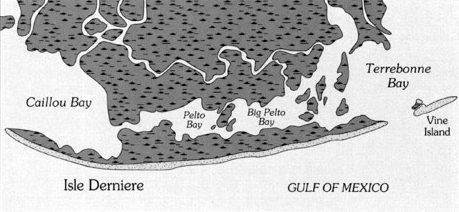 Terrebonne
Bay
Caillou Bay
Pelto
Bay
Big Pelto
Bay
Vine
Island
Isle Derniere
GULF OF MEXICO